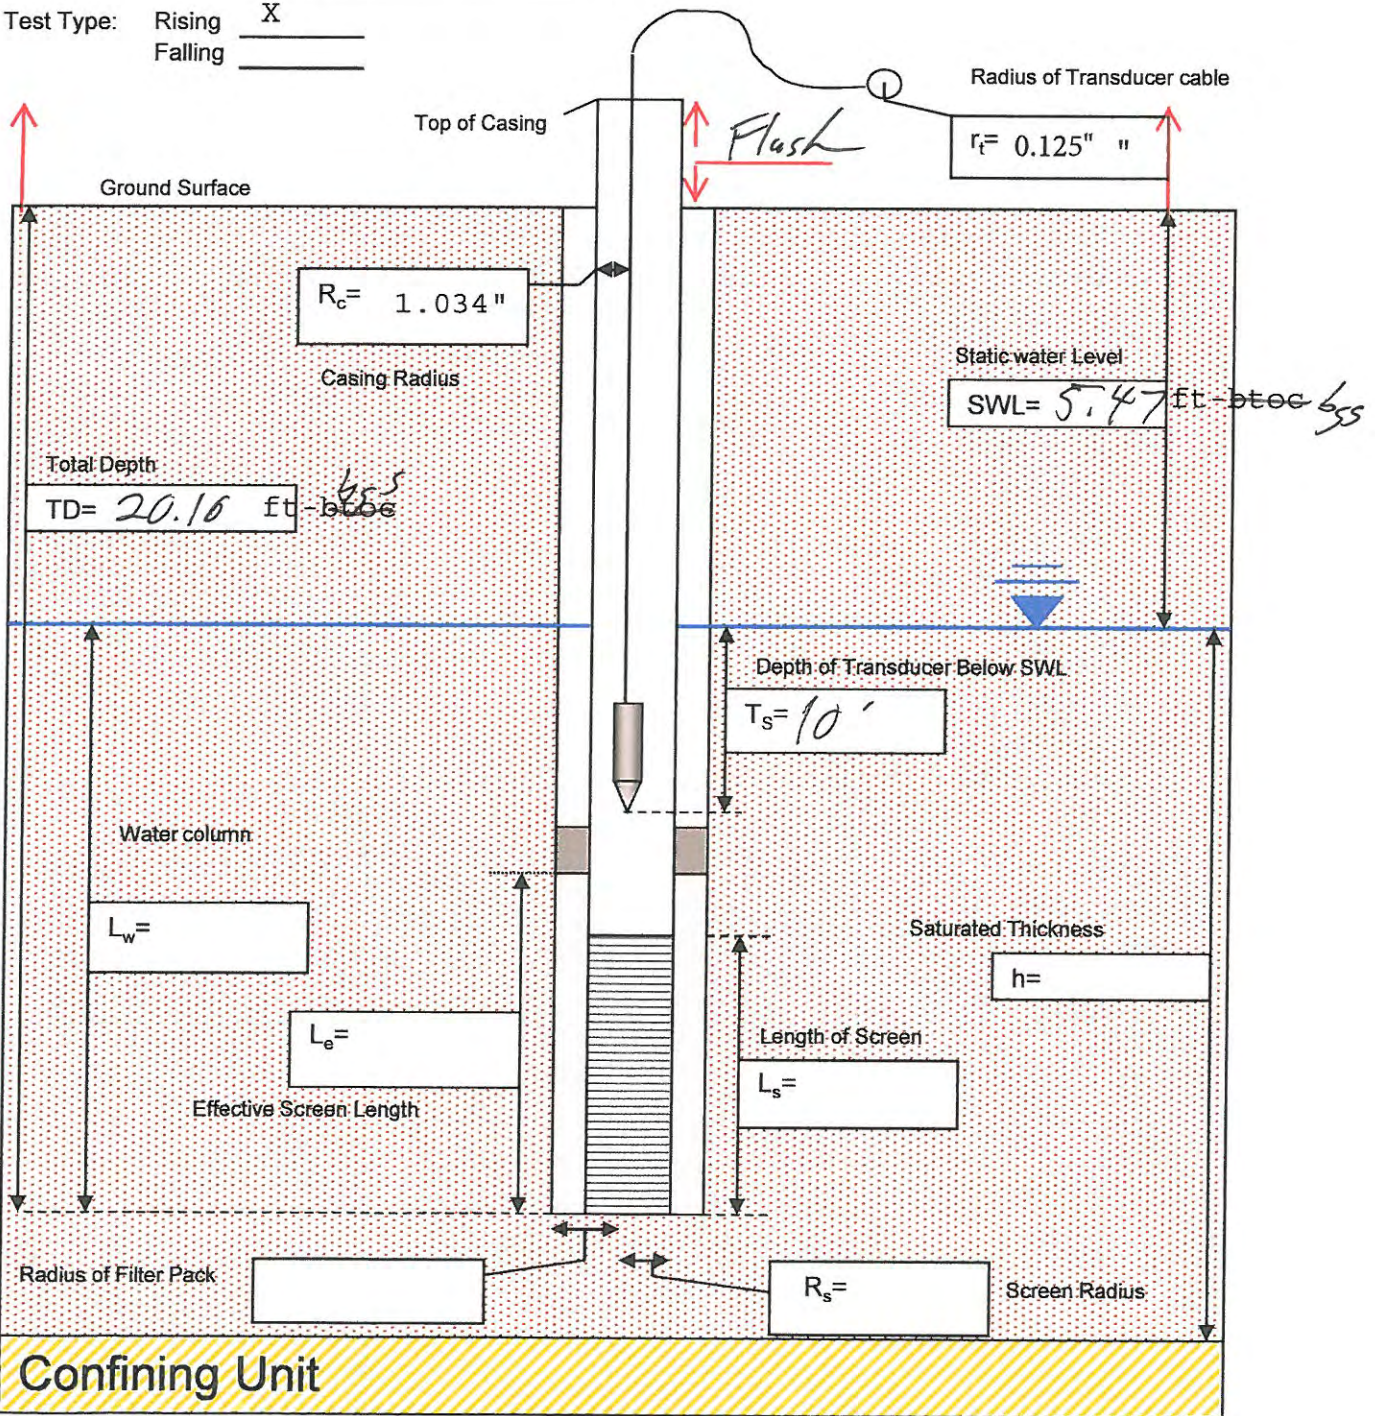 Test Type: Rising X
Falling
Radius of Transducer cable
Top of Casing
Flush
rt= 0.125" "
Ground Surface
Rc= 1.034"
Casing Radius
Static water Level
SWL= 5.47 ft-btoc bgs
Total Depth
TD= 20.16 ft-btoc bgs
Depth of Transducer Below SWL
Ts= 10'
Water column
Lw=
Saturated Thickness
h=
Le=
Length of Screen
Ls=
Effective Screen Length
Radius of Filter Pack
Rs=
Screen Radius
Confining Unit